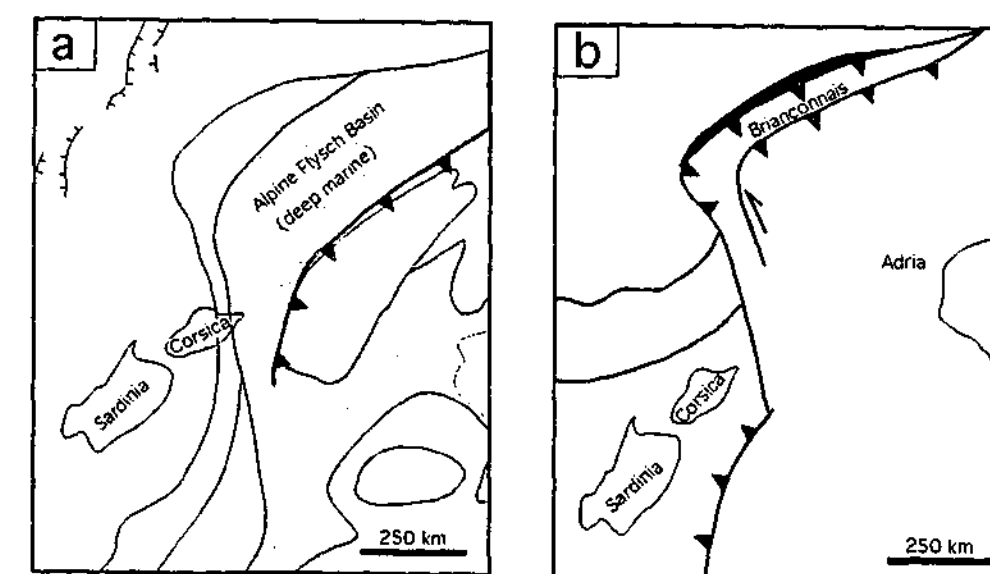 a
Alpine Flysch Basin
(deep marine)
Corsica
Sardinia
250 km
b
Briançonnais
Adria
Corsica
Sardinia
250 km